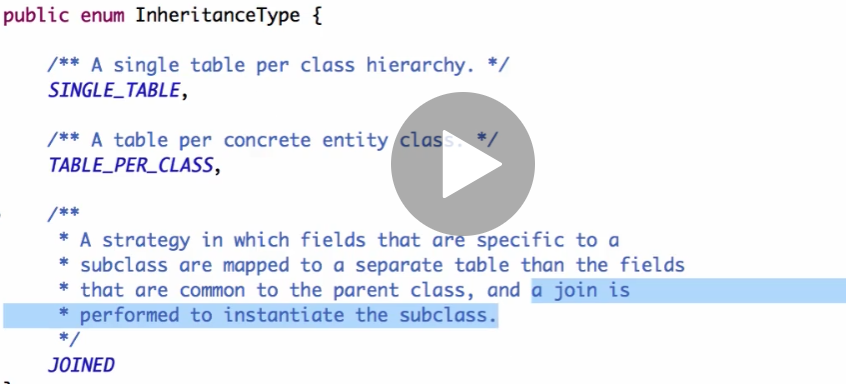 public enum InheritanceType {
/** A single table per class hierarchy. */
SINGLE_TABLE,
/** A table per concrete entity class. */
TABLE_PER_CLASS,
/**
* A strategy in which fields that are specific to a
* subclass are mapped to a separate table than the fields
* that are common to the parent class, and a join is
* performed to instantiate the subclass.
*/
JOINED
}